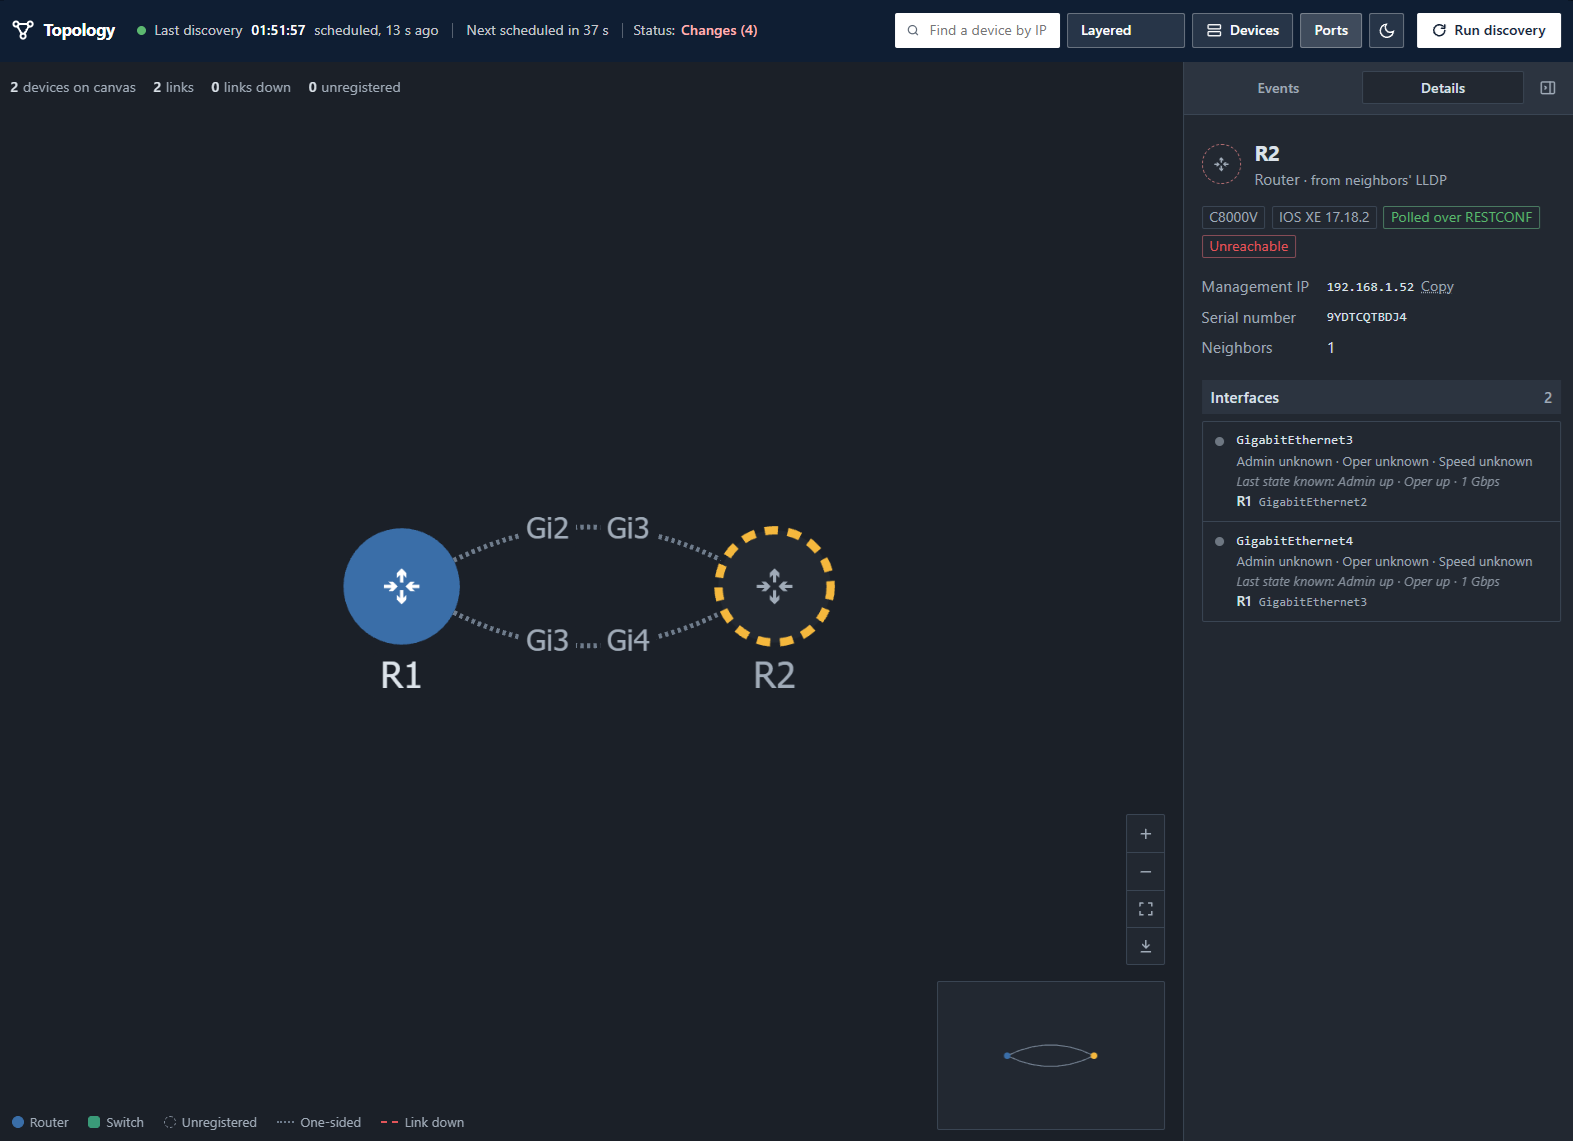 Topology
Last discovery 01:51:57 scheduled, 13 s ago
Next scheduled in 37 s
Status: Changes (4)
Find a device by IP
Layered
Devices
Ports
Run discovery
2 devices on canvas 2 links 0 links down 0 unregistered
Events
Details
R2
Router · from neighbors' LLDP
C8000V
IOS XE 17.18.2
Polled over RESTCONF
Unreachable
Management IP 192.168.1.52 Copy
Serial number 9YDTCQTBDJ4
Neighbors 1
Interfaces 2
GigabitEthernet3
Admin unknown · Oper unknown · Speed unknown
Last state known: Admin up · Oper up · 1 Gbps
R1 GigabitEthernet2
GigabitEthernet4
Admin unknown · Oper unknown · Speed unknown
Last state known: Admin up · Oper up · 1 Gbps
R1 GigabitEthernet3
Gi2 Gi3
Gi3 Gi4
R1
R2
Router
Switch
Unregistered
One-sided
Link down